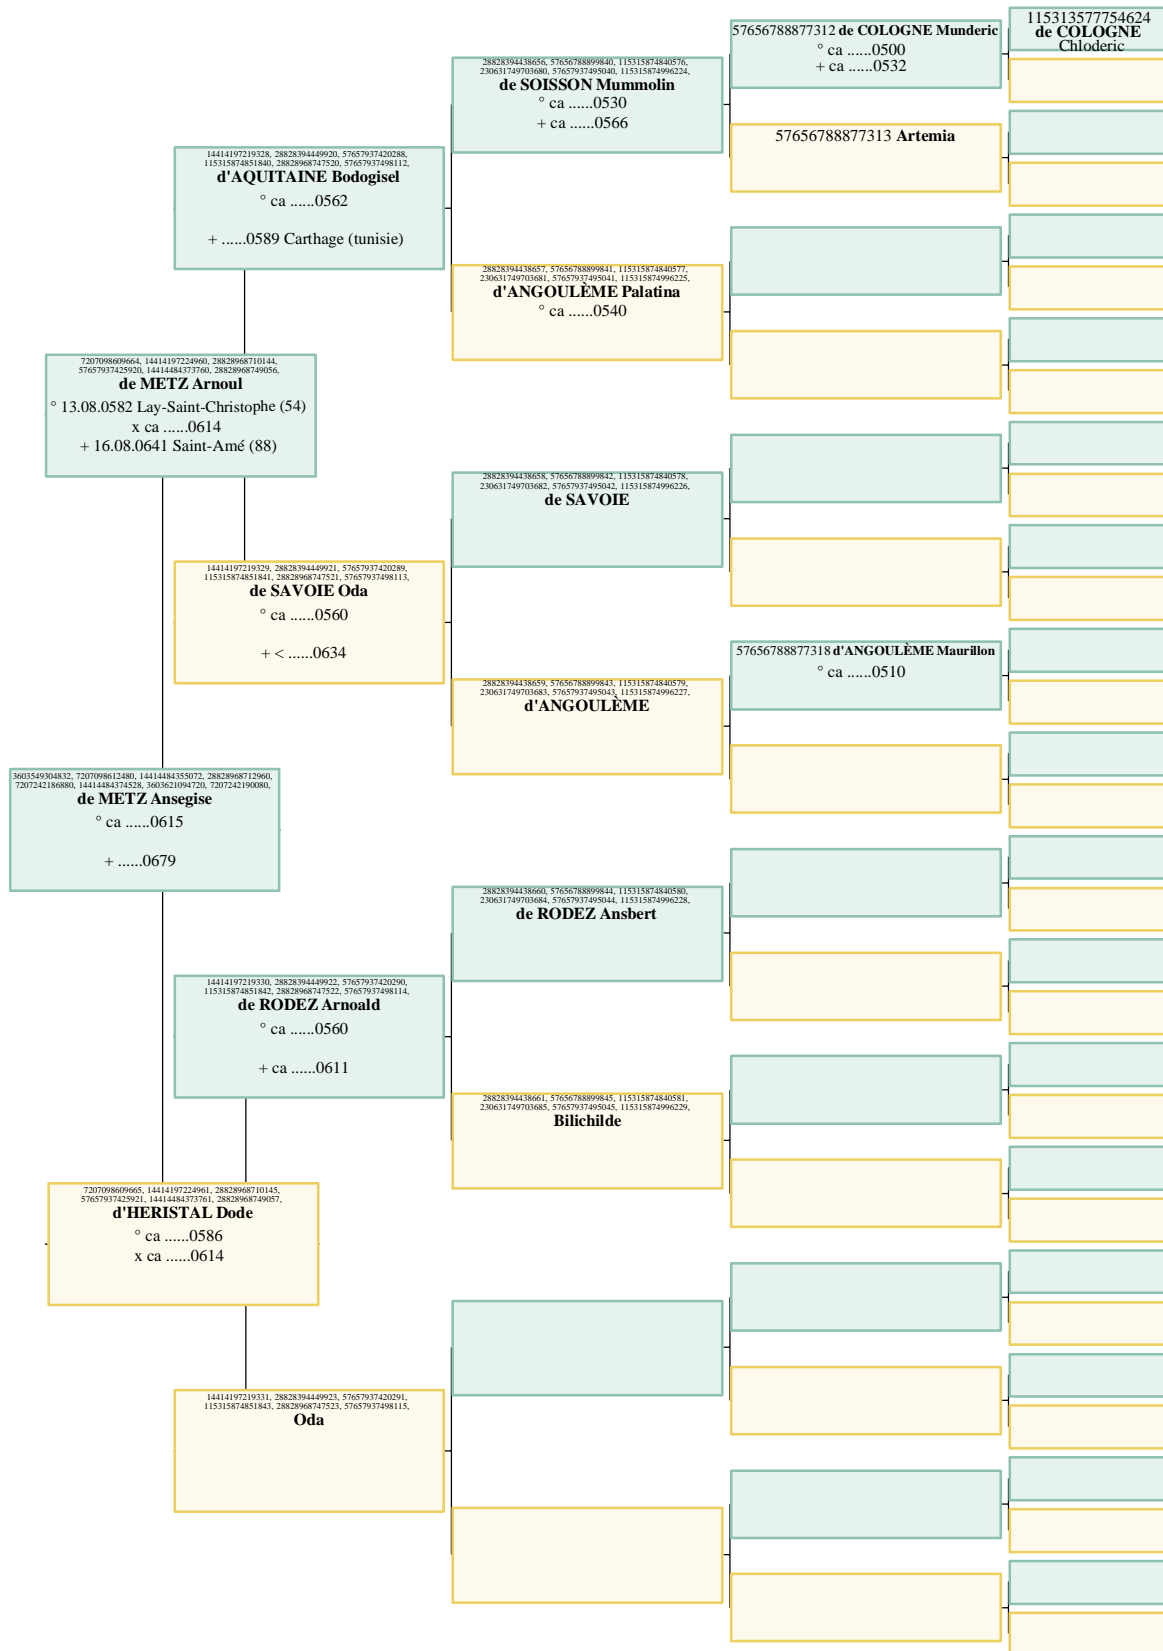 57656788877312 de COLOGNE Munderic
° ca ......0500
+ ca ......0532
115313577754624
de COLOGNE
Chloderic
28828394438656, 57656788899840, 115315874840576,
230631749703680, 57657937495040, 115315874996224,
de SOISSON Mummolin
° ca ......0530
+ ca ......0566
57656788877313 Artemia
14414197219328, 28828394449920, 57657937420288,
115315874851840, 28828968747520, 57657937498112,
d'AQUITAINE Bodogisel
° ca ......0562
+ ......0589 Carthage (tunisie)
28828394438657, 57656788899841, 115315874840577,
230631749703681, 57657937495041, 115315874996225,
d'ANGOULÈME Palatina
° ca ......0540
7207098609664, 14414197224960, 28828968710144,
57657937425920, 14414484373760, 28828968749056,
de METZ Arnoul
° 13.08.0582 Lay-Saint-Christophe (54)
x ca ......0614
+ 16.08.0641 Saint-Amé (88)
28828394438658, 57656788899842, 115315874840578,
230631749703682, 57657937495042, 115315874996226,
de SAVOIE
14414197219329, 28828394449921, 57657937420289,
115315874851841, 28828968747521, 57657937498113,
de SAVOIE Oda
° ca ......0560
+ < ......0634
57656788877318 d'ANGOULÈME Maurillon
° ca ......0510
28828394438659, 57656788899843, 115315874840579,
230631749703683, 57657937495043, 115315874996227,
d'ANGOULÈME
3603549304832, 7207098612480, 14414484355072, 28828968712960,
7207242186880, 14414484374528, 3603621094720, 7207242190080,
de METZ Ansegise
° ca ......0615
+ ......0679
28828394438660, 57656788899844, 115315874840580,
230631749703684, 57657937495044, 115315874996228,
de RODEZ Ansbert
14414197219330, 28828394449922, 57657937420290,
115315874851842, 28828968747522, 57657937498114,
de RODEZ Arnoald
° ca ......0560
+ ca ......0611
28828394438661, 57656788899845, 115315874840581,
230631749703685, 57657937495045, 115315874996229,
Bilichilde
7207098609665, 14414197224961, 28828968710145,
57657937425921, 14414484373761, 28828968749057,
d'HERISTAL Dode
° ca ......0586
x ca ......0614
14414197219331, 28828394449923, 57657937420291,
115315874851843, 28828968747523, 57657937498115,
Oda